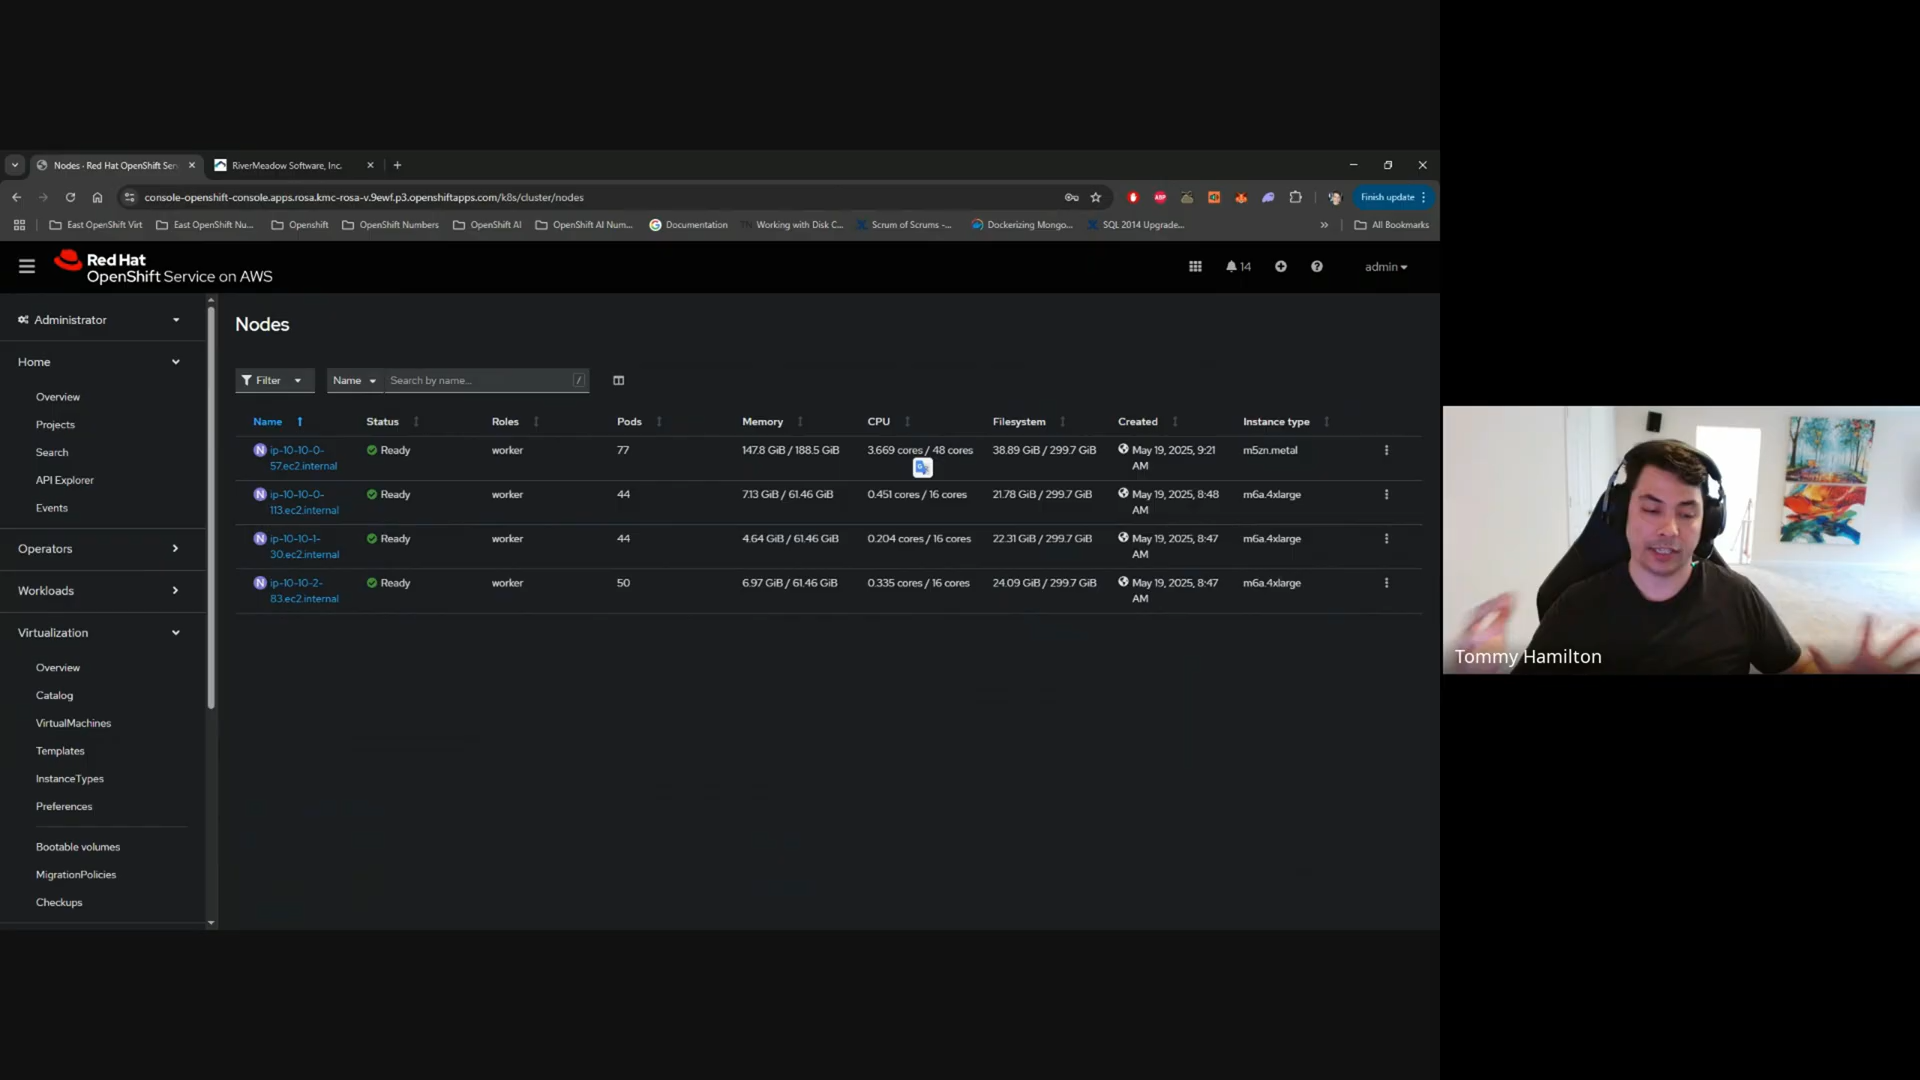 Nodes - Red Hat OpenShift Ser
RiverMeadow Software, Inc.
console-openshift-console.apps.rosa.kmc-rosa-v.9ewf.p3.openshiftapps.com/k8s/cluster/nodes
ABP
Finish update
East OpenShift Virt
East OpenShift Nu...
Openshift
OpenShift Numbers
OpenShift AI
OpenShift AI Num...
Documentation
Working with Disk C...
Scrum of Scrums -...
Dockerizing Mongo...
SQL 2014 Upgrade...
All Bookmarks
Red Hat
OpenShift Service on AWS
14
admin
Administrator
Home
Overview
Projects
Search
API Explorer
Events
Operators
Workloads
Virtualization
Overview
Catalog
VirtualMachines
Templates
InstanceTypes
Preferences
Bootable volumes
MigrationPolicies
Checkups
Nodes
Filter
Name
Search by name...
/
Name Status Roles Pods Memory CPU Filesystem Created Instance type
N ip-10-10-0-57.ec2.internal Ready worker 77 147.8 GiB / 188.5 GiB 3.669 cores / 48 cores 38.89 GiB / 299.7 GiB May 19, 2025, 9:21 AM m5zn.metal
N ip-10-10-0-113.ec2.internal Ready worker 44 7.13 GiB / 61.46 GiB 0.451 cores / 16 cores 21.78 GiB / 299.7 GiB May 19, 2025, 8:48 AM m6a.4xlarge
N ip-10-10-1-30.ec2.internal Ready worker 44 4.64 GiB / 61.46 GiB 0.204 cores / 16 cores 22.31 GiB / 299.7 GiB May 19, 2025, 8:47 AM m6a.4xlarge
N ip-10-10-2-83.ec2.internal Ready worker 50 6.97 GiB / 61.46 GiB 0.335 cores / 16 cores 24.09 GiB / 299.7 GiB May 19, 2025, 8:47 AM m6a.4xlarge
Tommy Hamilton